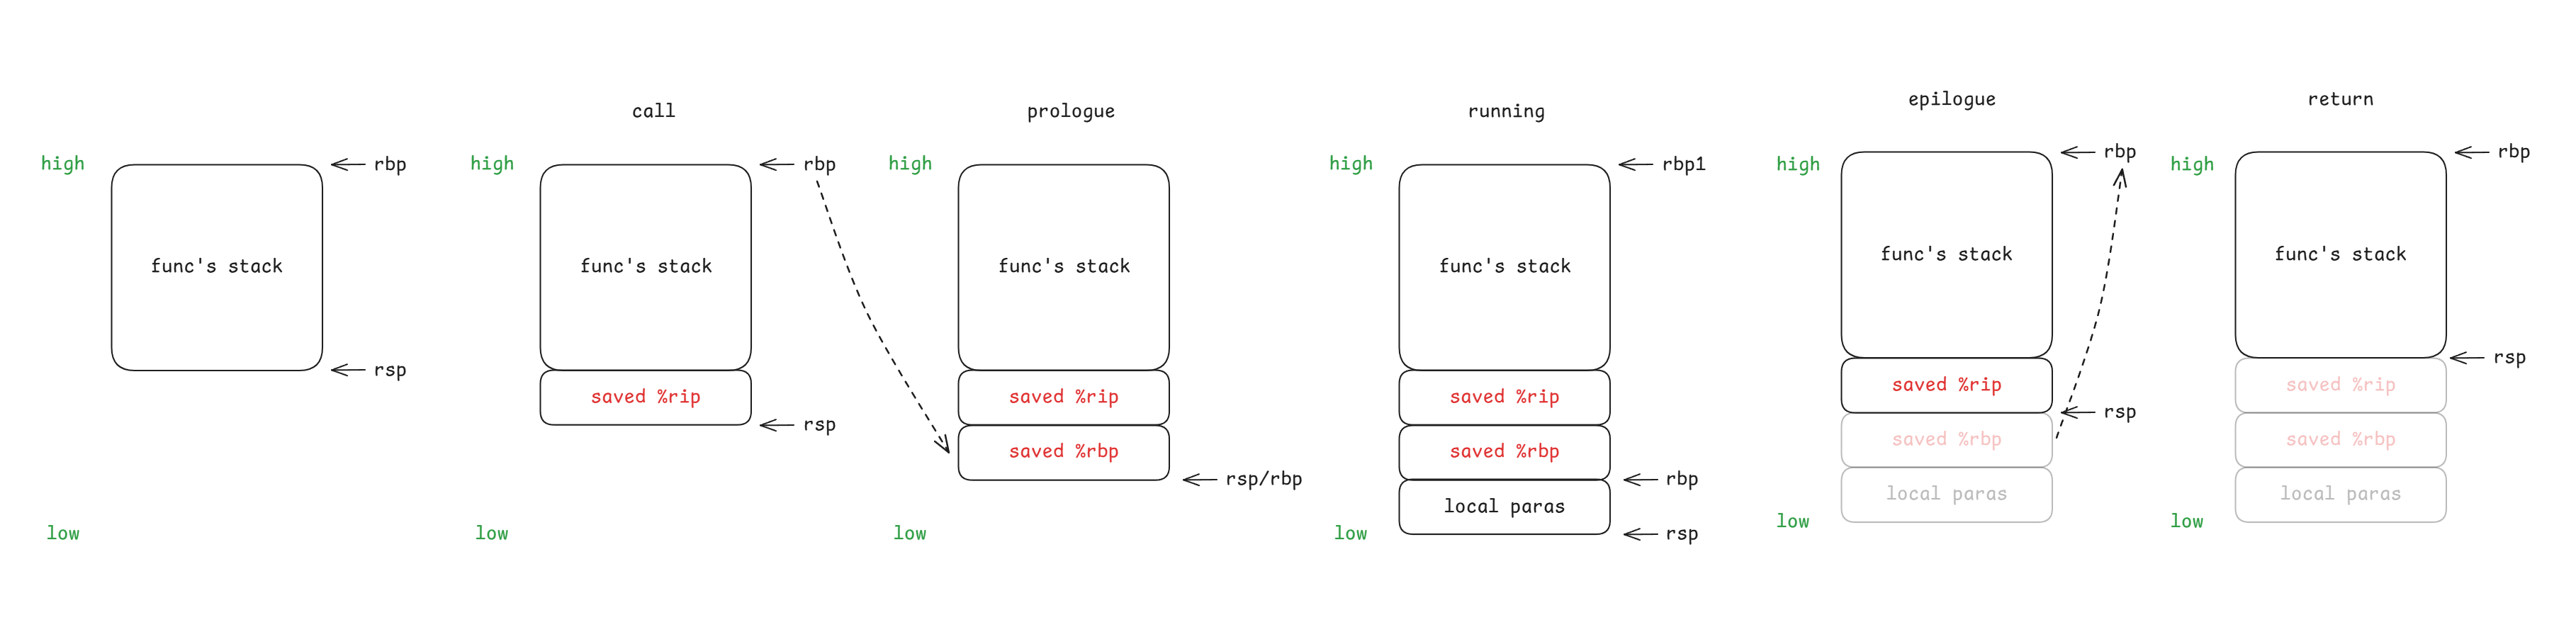 high
rbp
func's stack
rsp
low
call
high
rbp
func's stack
saved %rip
rsp
low
prologue
high
func's stack
saved %rip
saved %rbp
rsp/rbp
low
running
high
rbp1
func's stack
saved %rip
saved %rbp
rbp
local paras
rsp
low
epilogue
high
rbp
func's stack
saved %rip
rsp
saved %rbp
local paras
low
return
high
rbp
func's stack
rsp
saved %rip
saved %rbp
local paras
low